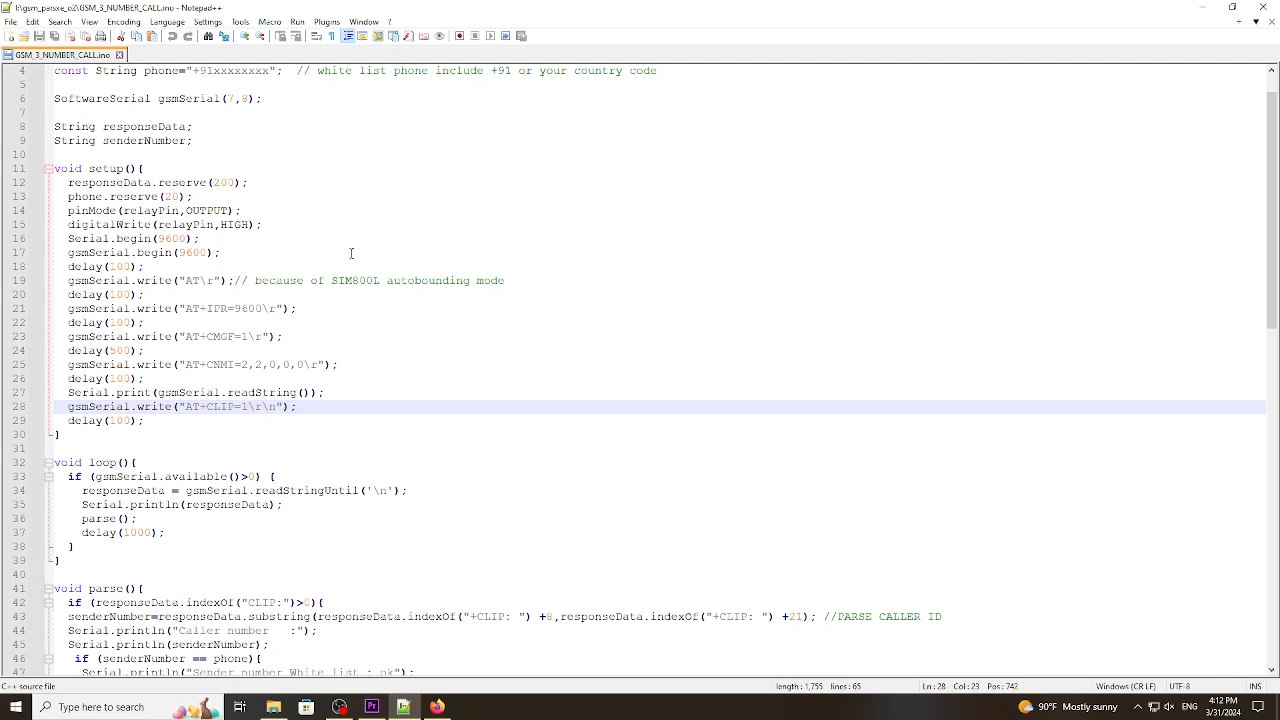 I:\gsm_parsxe_o2\GSM_3_NUMBER_CALL.ino - Notepad++
File Edit Search View Encoding Language Settings Tools Macro Run Plugins Window ?
GSM_3_NUMBER_CALL.ino
4 const String phone="+91xxxxxxxx"; // white list phone include +91 or your country code
5
6 SoftwareSerial gsmSerial(7,8);
7
8 String responseData;
9 String senderNumber;
10
11 void setup(){
12 responseData.reserve(200);
13 phone.reserve(20);
14 pinMode(relayPin,OUTPUT);
15 digitalWrite(relayPin,HIGH);
16 Serial.begin(9600);
17 gsmSerial.begin(9600);
18 delay(100);
19 gsmSerial.write("AT\r");// because of SIM800L autobounding mode
20 delay(100);
21 gsmSerial.write("AT+IPR=9600\r");
22 delay(100);
23 gsmSerial.write("AT+CMGF=1\r");
24 delay(500);
25 gsmSerial.write("AT+CNMI=2,2,0,0,0\r");
26 delay(100);
27 Serial.print(gsmSerial.readString());
28 gsmSerial.write("AT+CLIP=1\r\n");
29 delay(100);
30 }
31
32 void loop(){
33 if (gsmSerial.available()>0) {
34 responseData = gsmSerial.readStringUntil('\n');
35 Serial.println(responseData);
36 parse();
37 delay(1000);
38 }
39 }
40
41 void parse(){
42 if (responseData.indexOf("CLIP:")>0){
43 senderNumber=responseData.substring(responseData.indexOf("+CLIP: ") +8,responseData.indexOf("+CLIP: ") +21); //PARSE CALLER ID
44 Serial.println("Caller number :");
45 Serial.println(senderNumber);
46 if (senderNumber == phone){
47 Serial.println("Sender number White list : ok");
C++ source file length : 1,755 lines : 65 Ln : 28 Col : 23 Pos : 742 Windows (CR LF) UTF-8 INS
Type here to search 90°F Mostly sunny ENG 4:12 PM
3/31/2024